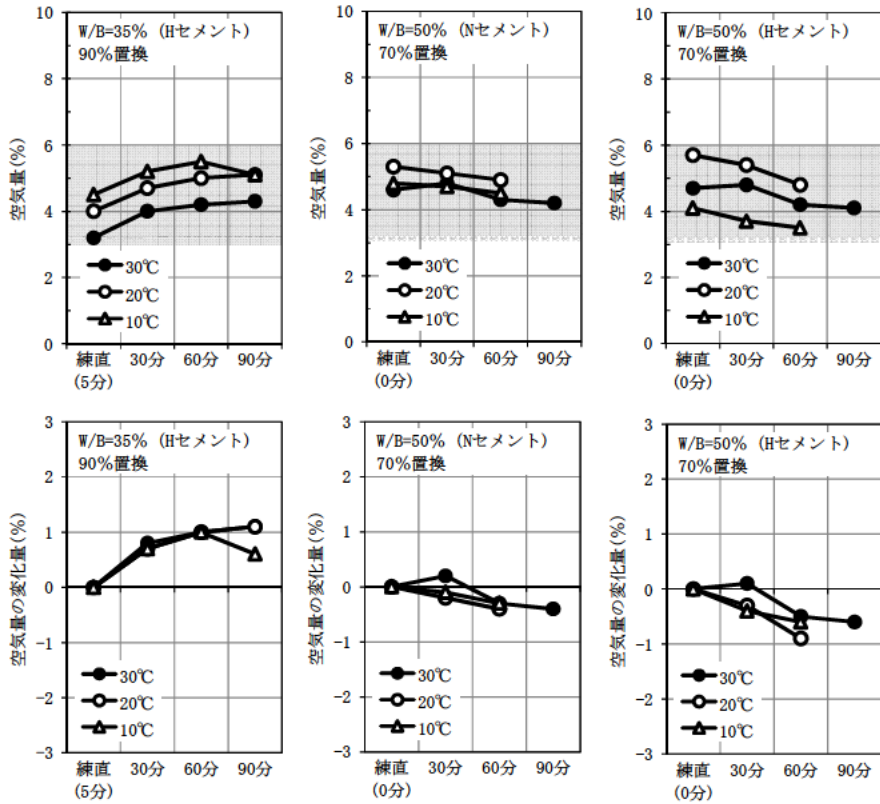 空気量(%)
10
8
6
4
2
0
W/B=35% (Hセメント)
90%置換
30℃
20℃
10℃
練直
(5分)
30分
60分
90分
空気量(%)
10
8
6
4
2
0
W/B=50% (Nセメント)
70%置換
30℃
20℃
10℃
練直
(0分)
30分
60分
90分
空気量(%)
10
8
6
4
2
0
W/B=50% (Hセメント)
70%置換
30℃
20℃
10℃
練直
(0分)
30分
60分
90分
空気量の変化量(%)
3
2
1
0
-1
-2
-3
W/B=35% (Hセメント)
90%置換
30℃
20℃
10℃
練直
(5分)
30分
60分
90分
空気量の変化量(%)
3
2
1
0
-1
-2
-3
W/B=50% (Nセメント)
70%置換
30℃
20℃
10℃
練直
(0分)
30分
60分
90分
空気量の変化量(%)
3
2
1
0
-1
-2
-3
W/B=50% (Hセメント)
70%置換
30℃
20℃
10℃
練直
(0分)
30分
60分
90分